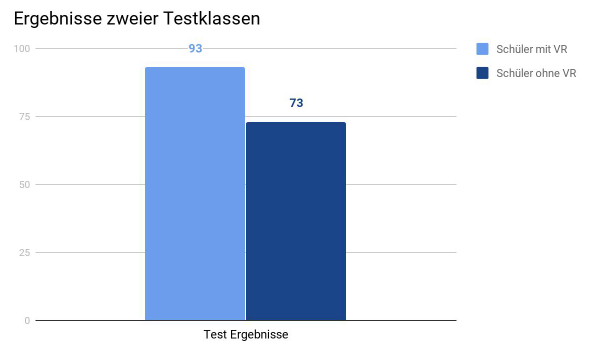 Ergebnisse zweier Testklassen
100
75
50
25
0
93
73
Test Ergebnisse
Schüler mit VR
Schüler ohne VR